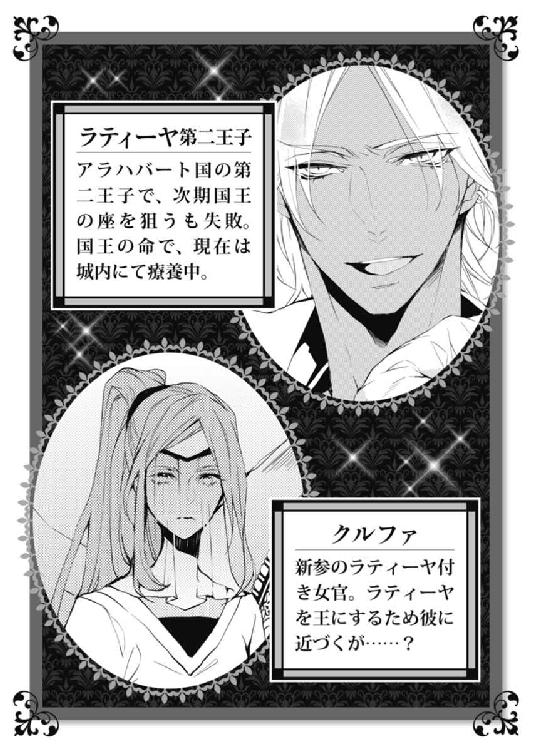 ラティーヤ第二王子
アラハバート国の第
二王子で、次期国王
の座を狙うも失敗。
国王の命で、現在は
城内にて療養中。
クルファ
新参のラティーヤ付
き女官。ラティーヤ
を王にするため彼に
近づくが……？